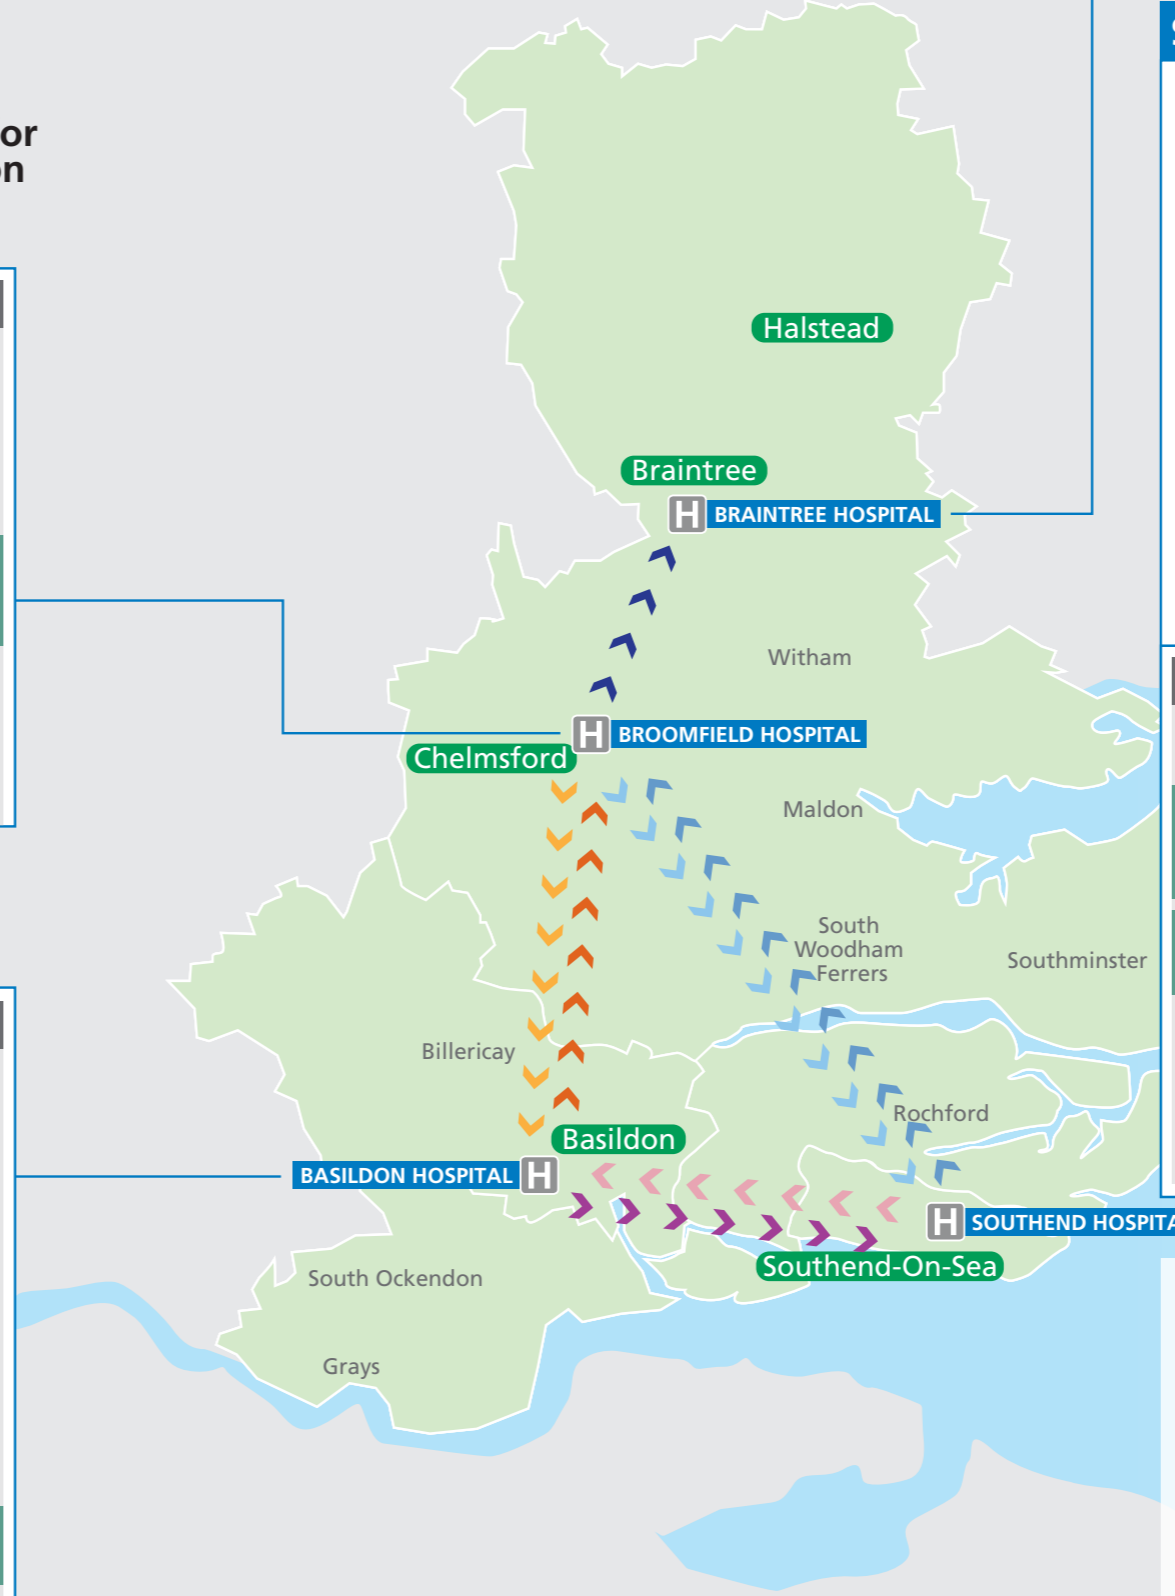 or
on
Halstead
Braintree
H BRAINTREE HOSPITAL
Witham
H BROOMFIELD HOSPITAL
Chelmsford
Maldon
South
Woodham
Ferrers
Southminster
Billericay
Rochford
Basildon
BASILDON HOSPITAL H
H SOUTHEND HOSPITA
Southend-On-Sea
South Ockendon
Grays